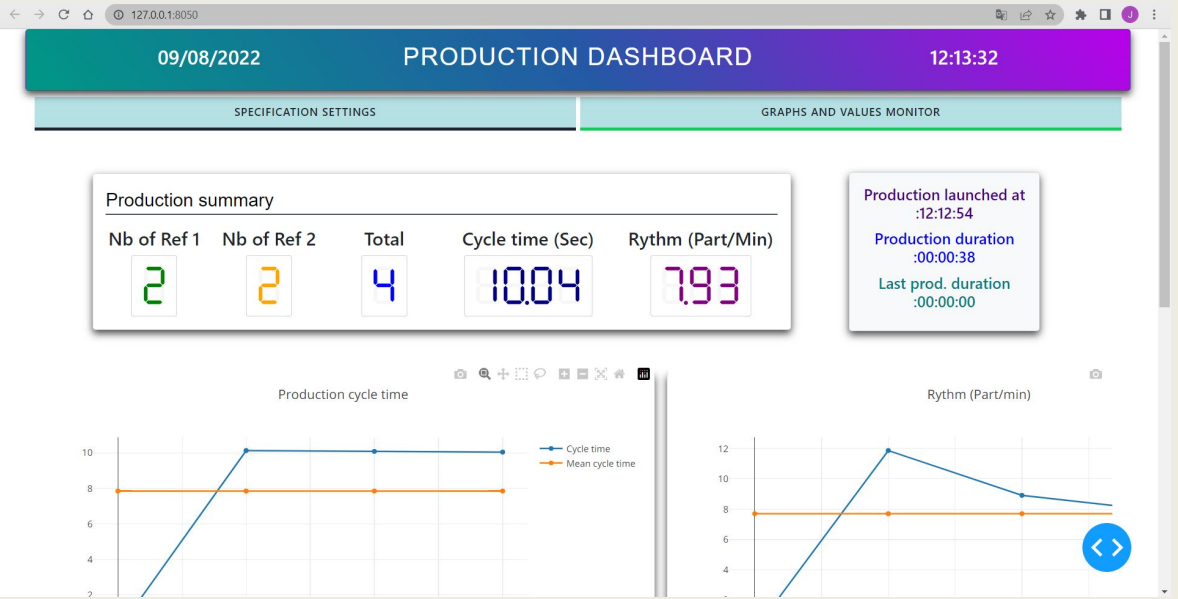 127.0.0.1:8050
J
09/08/2022
PRODUCTION DASHBOARD
12:13:32
SPECIFICATION SETTINGS
GRAPHS AND VALUES MONITOR
Production summary
Nb of Ref 1
Nb of Ref 2
Total
Cycle time (Sec)
Rythm (Part/Min)
2
2
4
10.04
7.93
Production launched at
:12:12:54
Production duration
:00:00:38
Last prod. duration
:00:00:00
Production cycle time
10
8
6
4
2
Cycle time
Mean cycle time
Rythm (Part/min)
12
10
8
6
4